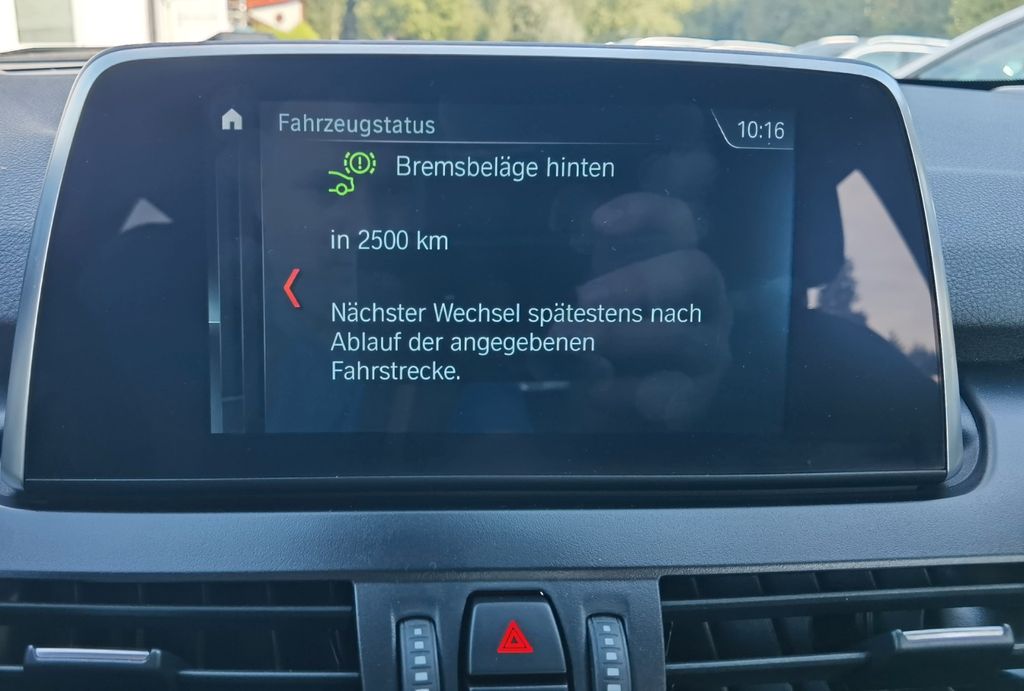 Fahrzeugstatus
10:16
Bremsbeläge hinten
in 2500 km
Nächster Wechsel spätestens nach
Ablauf der angegebenen
Fahrstrecke.